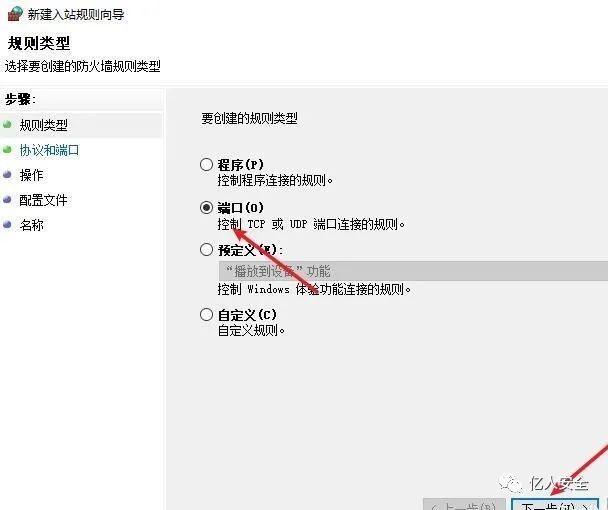 新建入站规则向导
规则类型
选择要创建的防火墙规则类型
步骤:
规则类型
协议和端口
操作
配置文件
名称
要创建的规则类型
程序(P)
控制程序连接的规则。
端口(O)
控制 TCP 或 UDP 端口连接的规则。
预定义(E):
“播放到设备”功能
控制 Windows 体验功能连接的规则。
自定义(C)
自定义规则。
亿人安全
< 上一步(B)
下一步(N) >